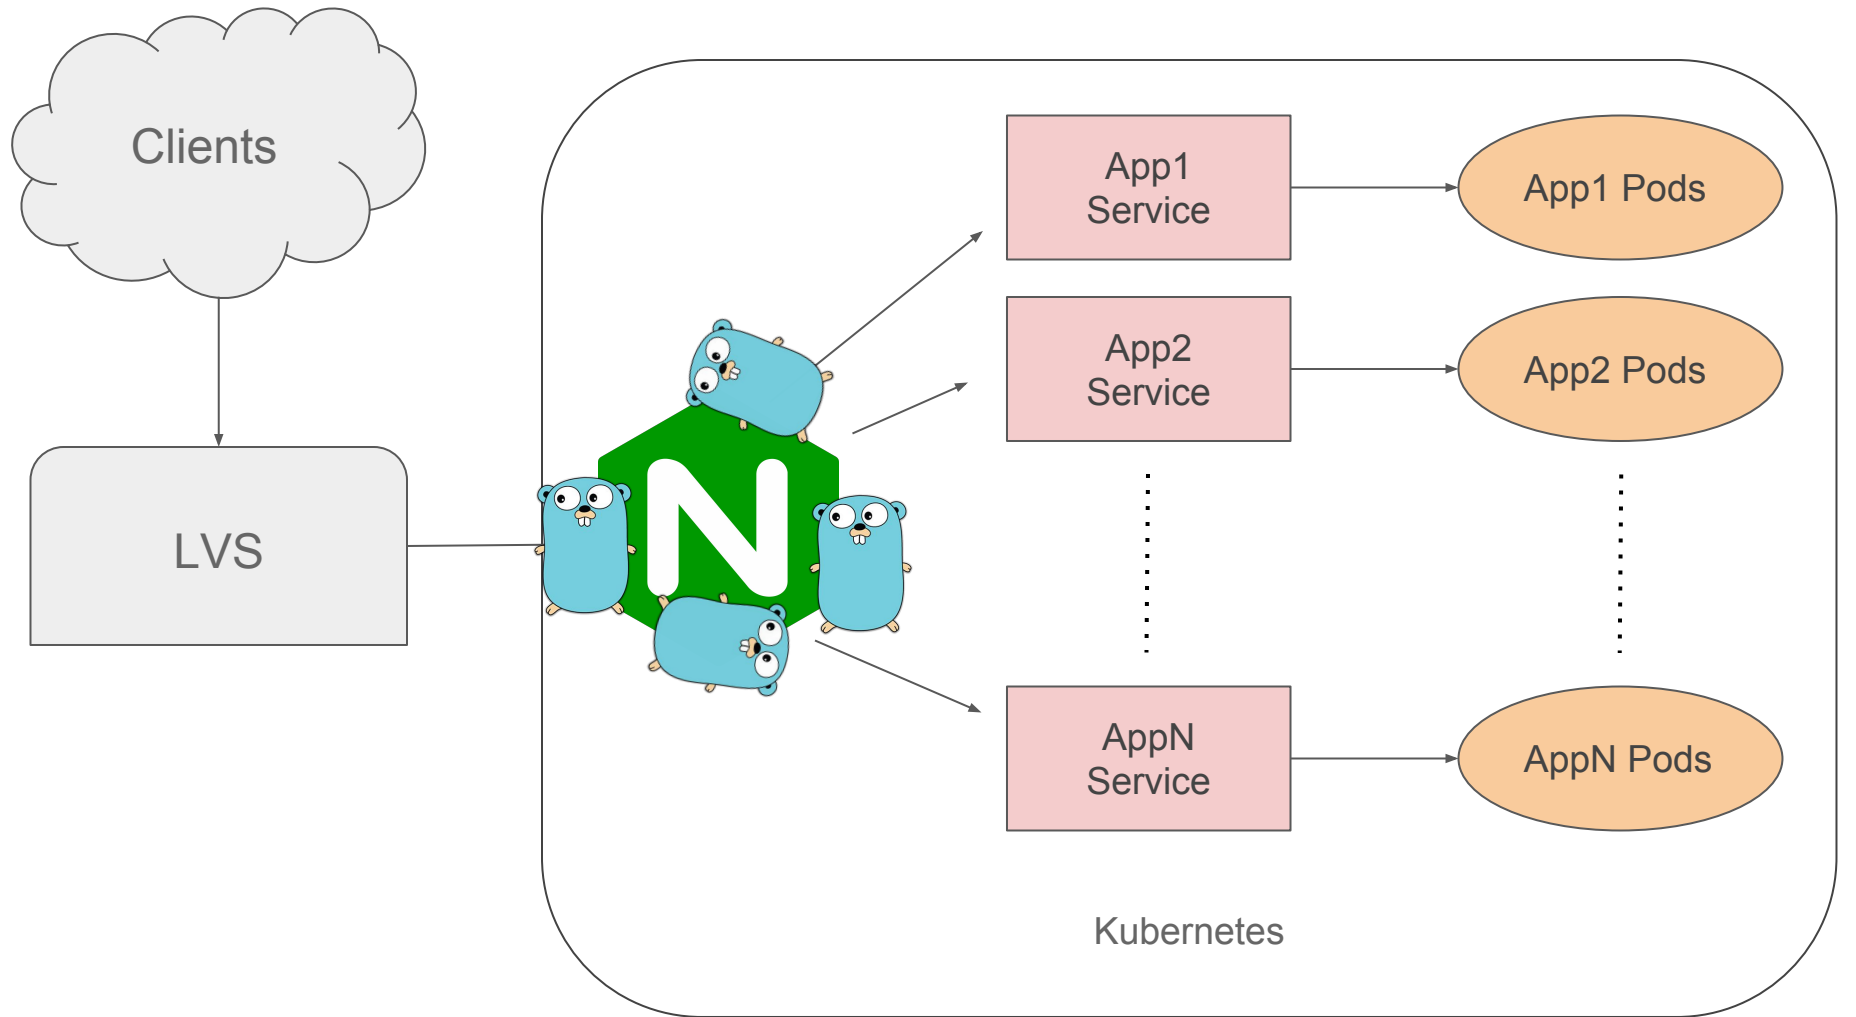 Clients
LVS
N
App1
Service
App1 Pods
App2
Service
App2 Pods
AppN
Service
AppN Pods
Kubernetes